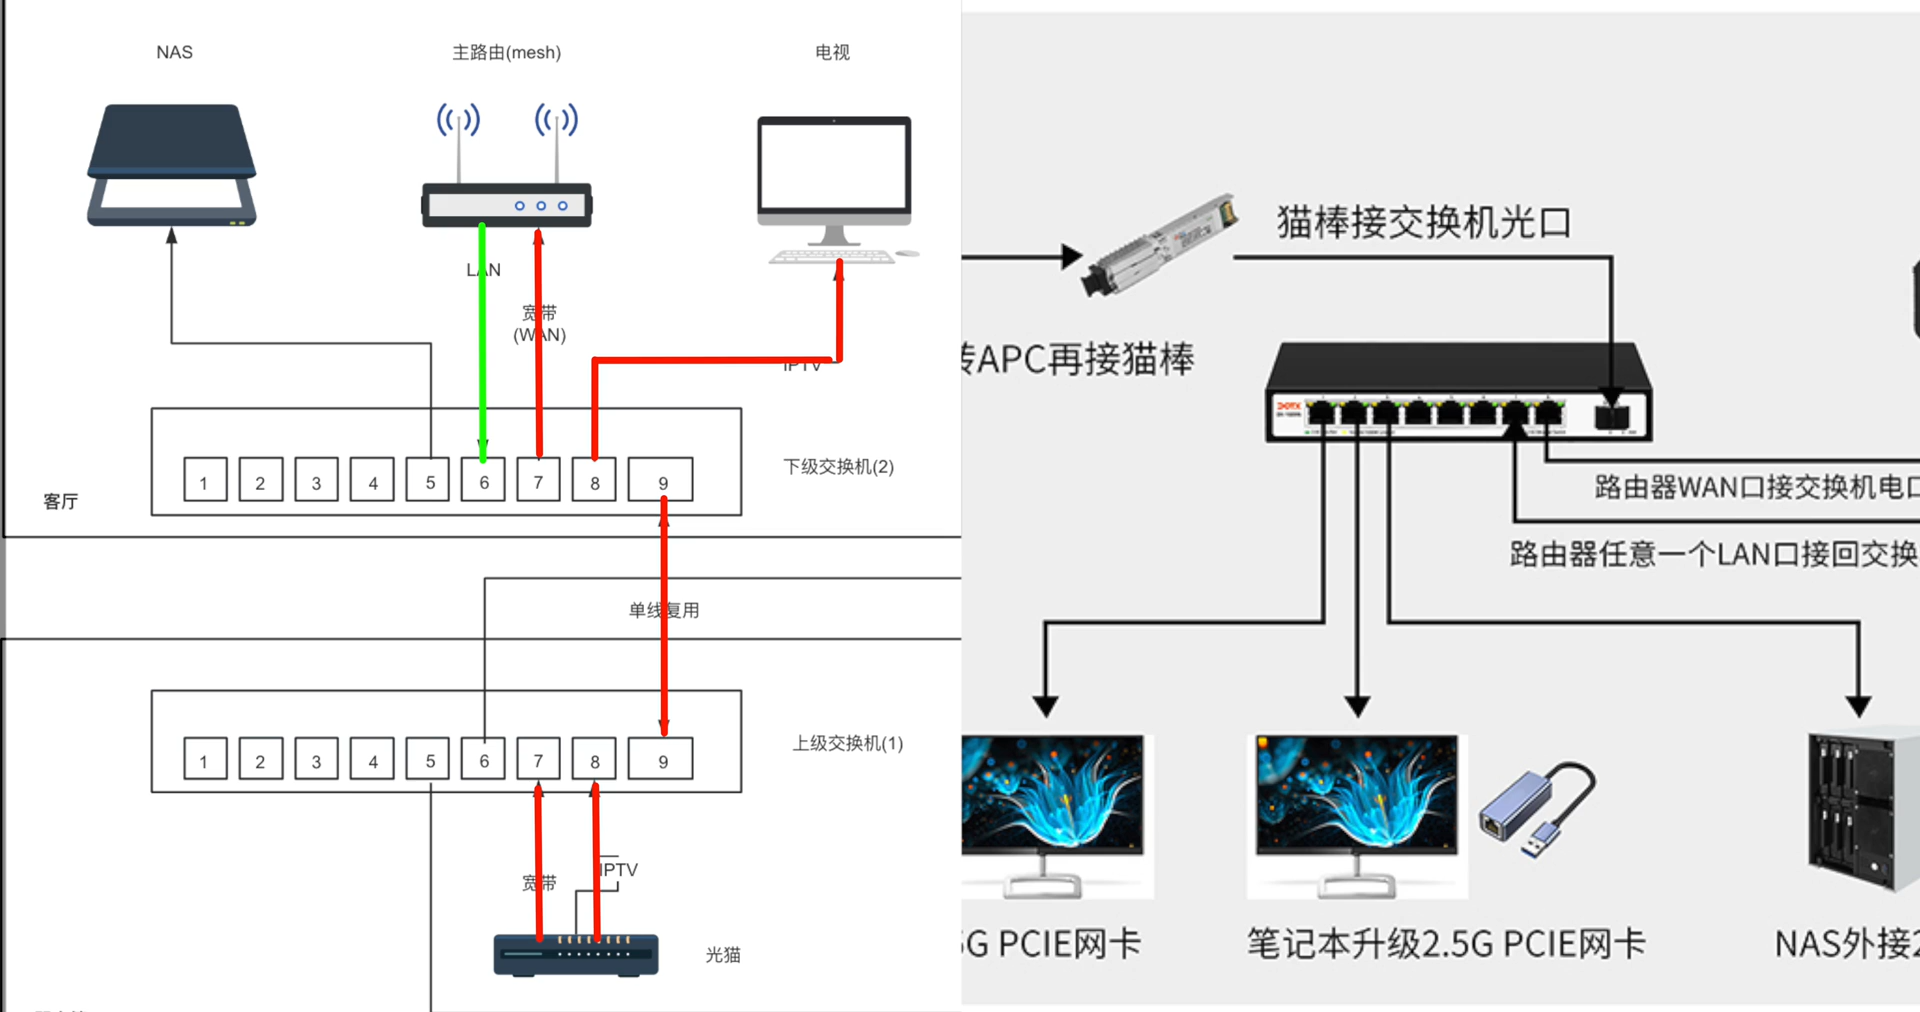 NAS
主路由(mesh)
电视
LAN
宽带
(WAN)
IPTV
1 2 3 4 5 6 7 8 9
下级交换机(2)
客厅
单线复用
1 2 3 4 5 6 7 8 9
上级交换机(1)
宽带
IPTV
光猫
猫棒接交换机光口
转APC再接猫棒
路由器WAN口接交换机电口
路由器任意一个LAN口接回交换
5G PCIE网卡
笔记本升级2.5G PCIE网卡
NAS外接2